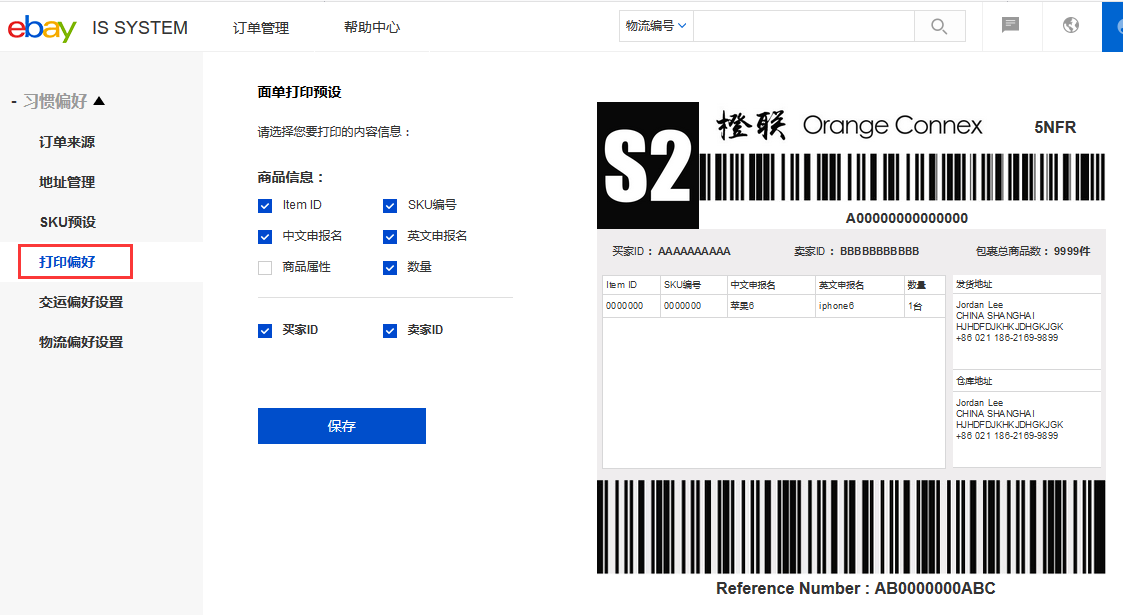 ebay IS SYSTEM 订单管理 帮助中心 物流编号
- 习惯偏好 ▲
订单来源
地址管理
SKU预设
打印偏好
交运偏好设置
物流偏好设置
面单打印预设
请选择您要打印的内容信息：
商品信息：
Item ID SKU编号
中文申报名 英文申报名
商品属性 数量
买家ID 卖家ID
保存
S2
橙联 Orange Connex 5NFR
A00000000000000
买家ID： AAAAAAAAAA 卖家ID： BBBBBBBBBBB 包裹总商品数： 9999件
Item ID SKU编号 中文申报名 英文申报名 数量
0000000 0000000 苹果6 iphone6 1台
发货地址
Jordan Lee
CHINA SHANGHAI
HJHDFDJKHKJDHGKJGK
+86 021 186-2169-9899
仓库地址
Jordan Lee
CHINA SHANGHAI
HJHDFDJKHKJDHGKJGK
+86 021 186-2169-9899
Reference Number : AB0000000ABC